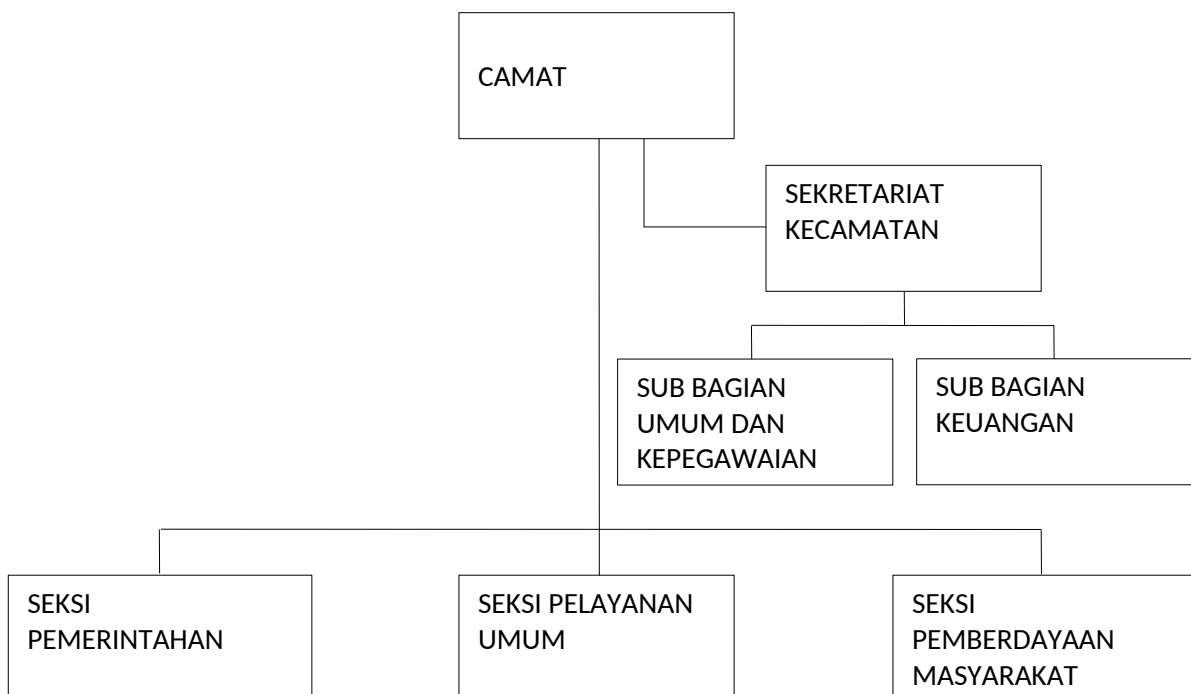 CAMAT
SEKRETARIAT
KECAMATAN
SUB BAGIAN
UMUM DAN
KEPEGAWAIAN
SUB BAGIAN
KEUANGAN
SEKSI
PEMERINTAHAN
SEKSI PELAYANAN
UMUM
SEKSI
PEMBERDAYAAN
MASYARAKAT